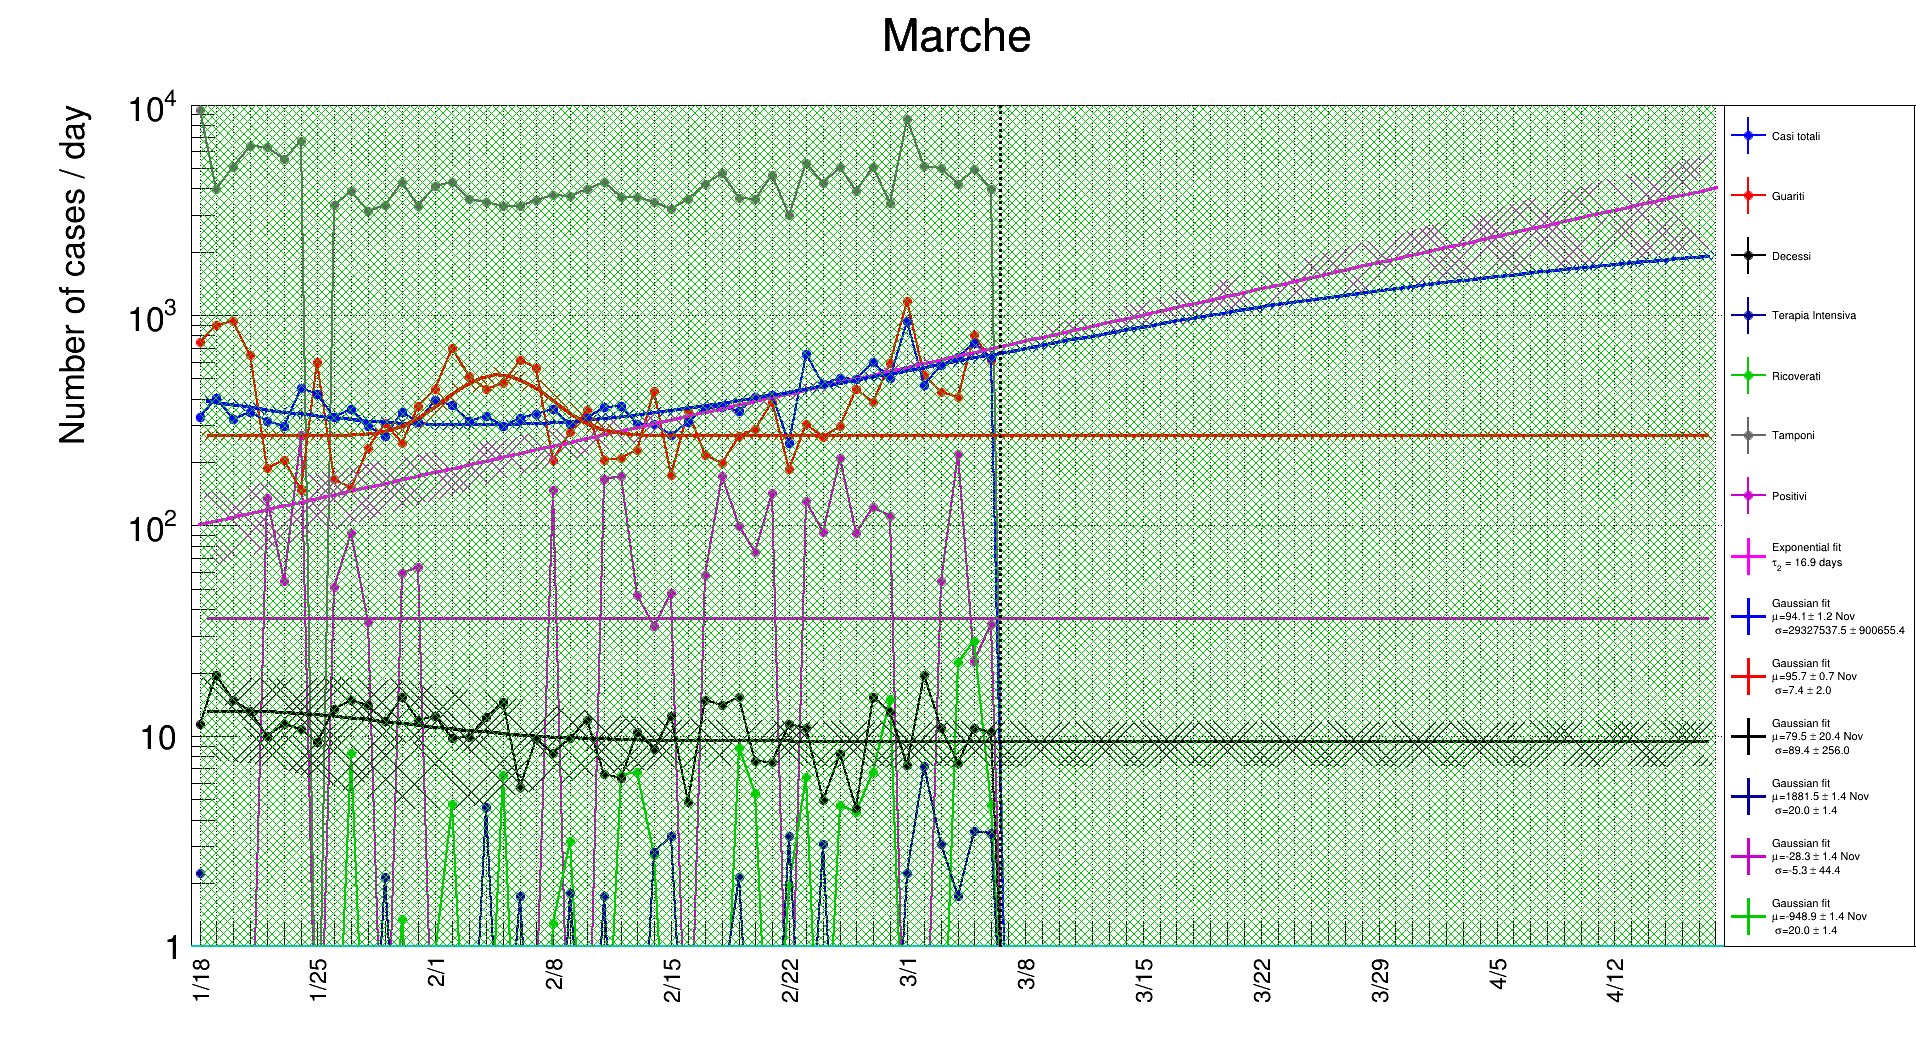 Marche
Number of cases / day
10^4
10^3
10^2
10
1
1/18
1/25
2/1
2/8
2/15
2/22
3/1
3/8
3/15
3/22
3/29
4/5
4/12
Casi totali
Guariti
Decessi
Terapia Intensiva
Ricoverati
Tamponi
Positivi
Exponential fit
τ_2 = 16.9 days
Gaussian fit
μ=94.1 ± 1.2 Nov
σ=29327537.5 ± 900655.4
Gaussian fit
μ=95.7 ± 0.7 Nov
σ=7.4 ± 2.0
Gaussian fit
μ=79.5 ± 20.4 Nov
σ=89.4 ± 256.0
Gaussian fit
μ=1881.5 ± 1.4 Nov
σ=20.0 ± 1.4
Gaussian fit
μ=-28.3 ± 1.4 Nov
σ=-5.3 ± 44.4
Gaussian fit
μ=-948.9 ± 1.4 Nov
σ=20.0 ± 1.4